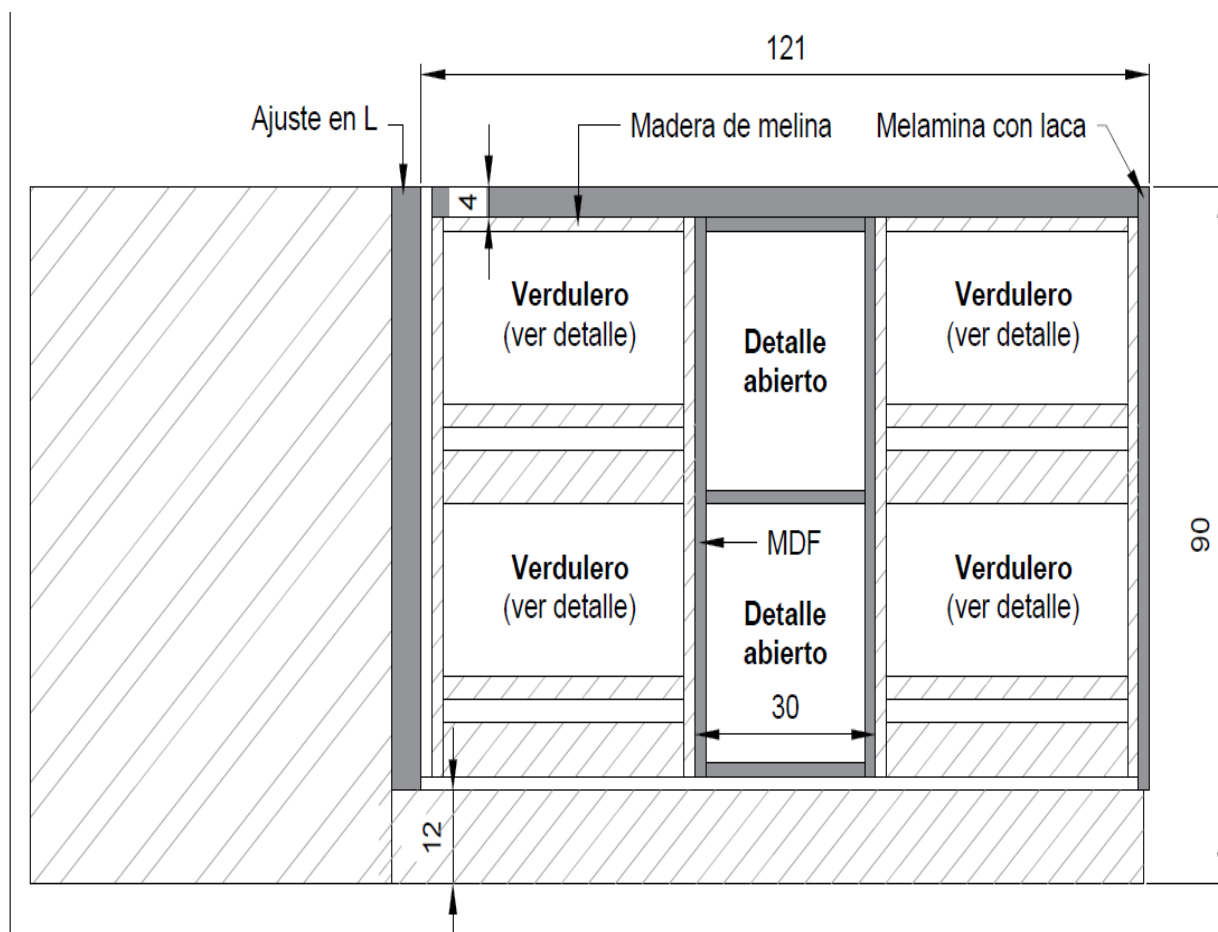 121
Ajuste en L
Madera de melina
Melamina con laca
4
Verdulero
(ver detalle)
Detalle
abierto
Verdulero
(ver detalle)
90
MDF
Verdulero
(ver detalle)
Detalle
abierto
Verdulero
(ver detalle)
30
12